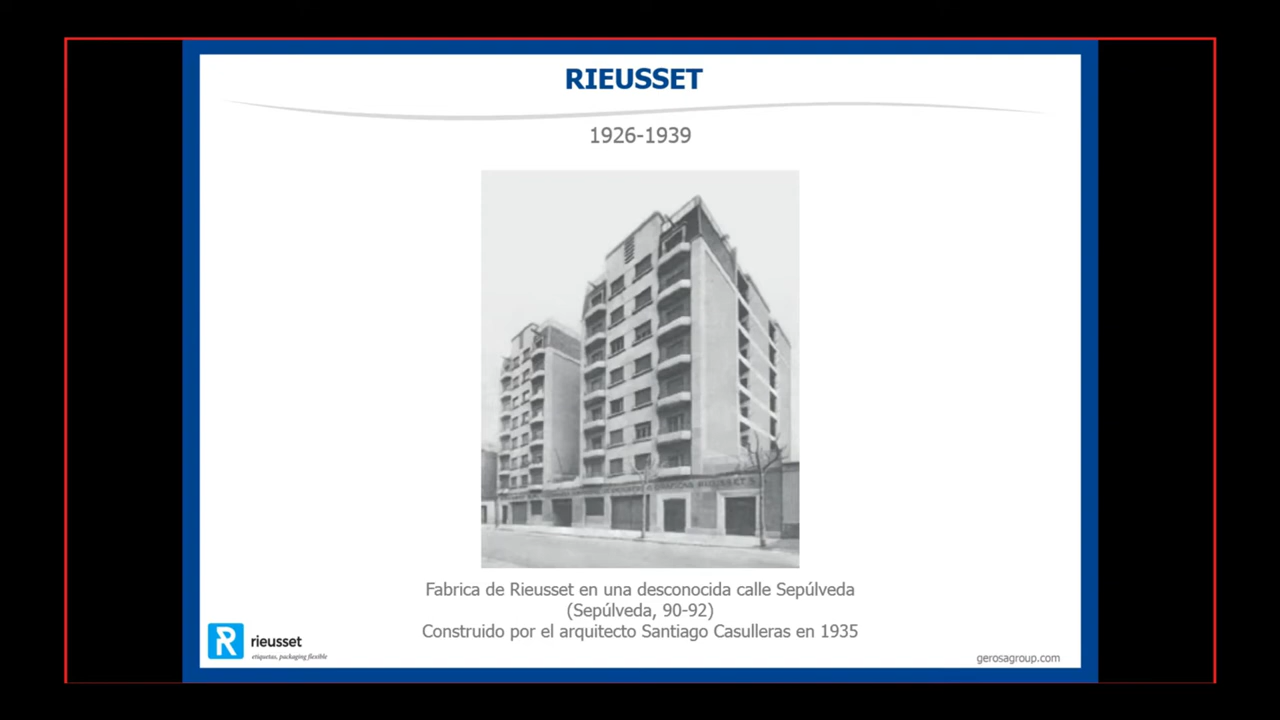 RIEUSSET
1926-1939
RIEUSSET
Fabrica de Rieusset en una desconocida calle Sepúlveda
(Sepúlveda, 90-92)
Construido por el arquitecto Santiago Casulleras en 1935
R rieusset
etiquetas, packaging flexible
gerosagroup.com